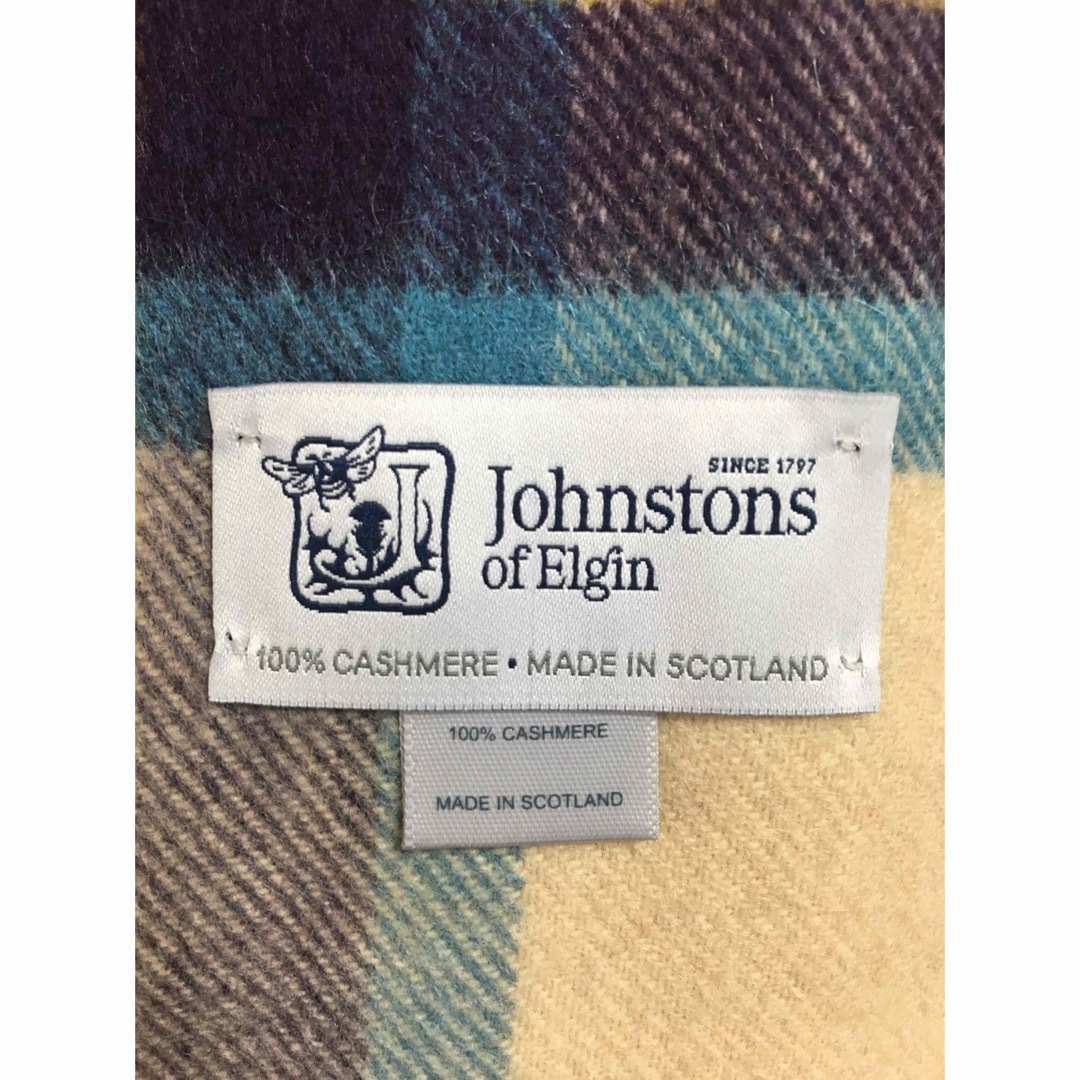 SINCE 1797
Johnstons
of Elgin
100% CASHMERE • MADE IN SCOTLAND
100% CASHMERE
MADE IN SCOTLAND